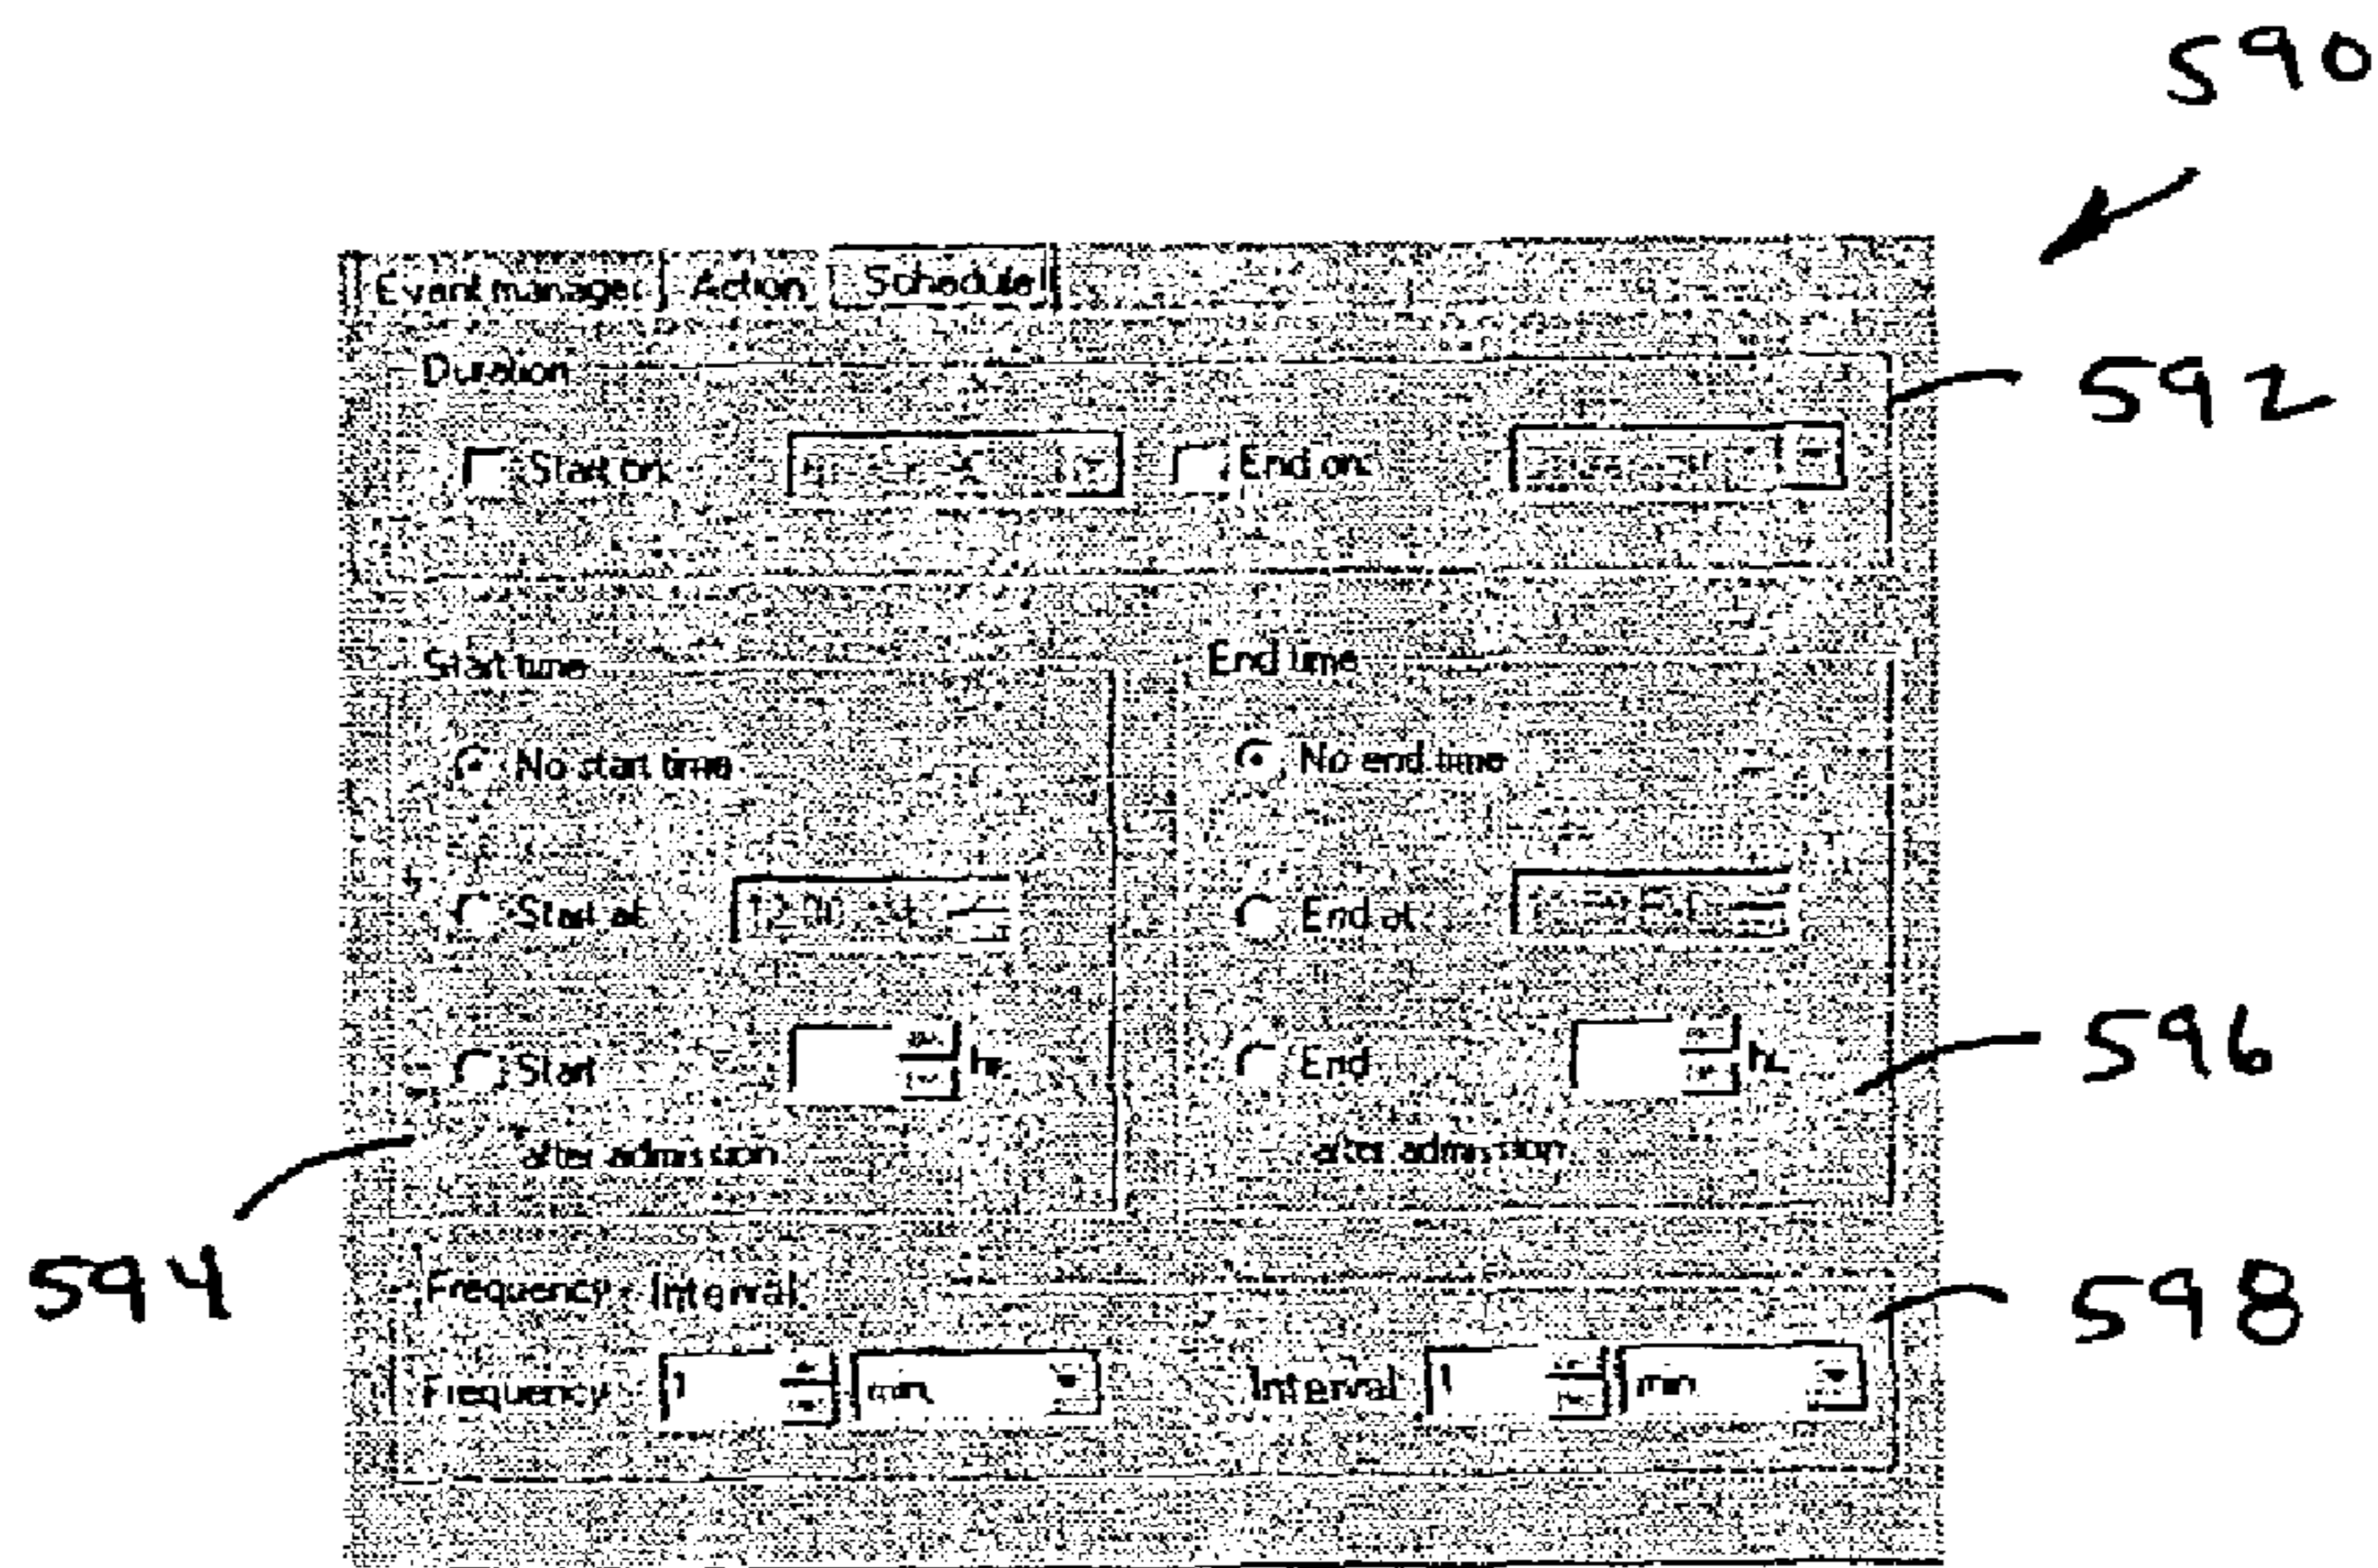 590
Event manager Action Schedule
Duration
592
Start on: End on:
Start time End time
No start time No end time
Start at 12:00 End at
Start hr. End hr.
596
after admission after admission
594
Frequency - Interval
598
Frequency 1 min. Interval 1 min.